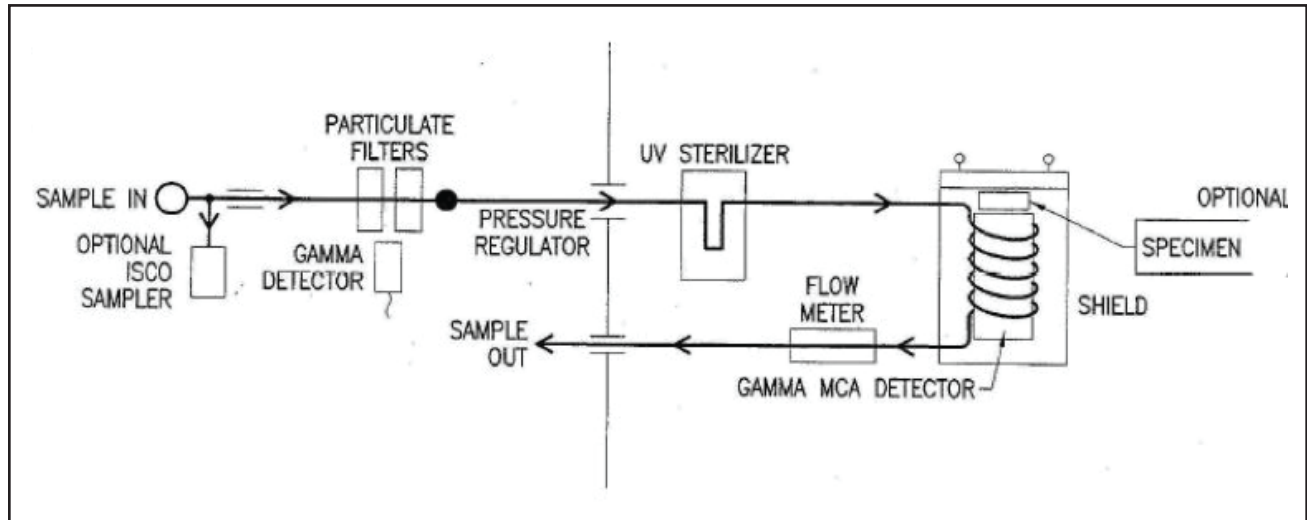 PARTICULATE
FILTERS
UV STERILIZER
SAMPLE IN
OPTIONAL
ISCO
SAMPLER
GAMMA
DETECTOR
PRESSURE
REGULATOR
OPTIONAL
SPECIMEN
SHIELD
SAMPLE
OUT
FLOW
METER
GAMMA MCA DETECTOR